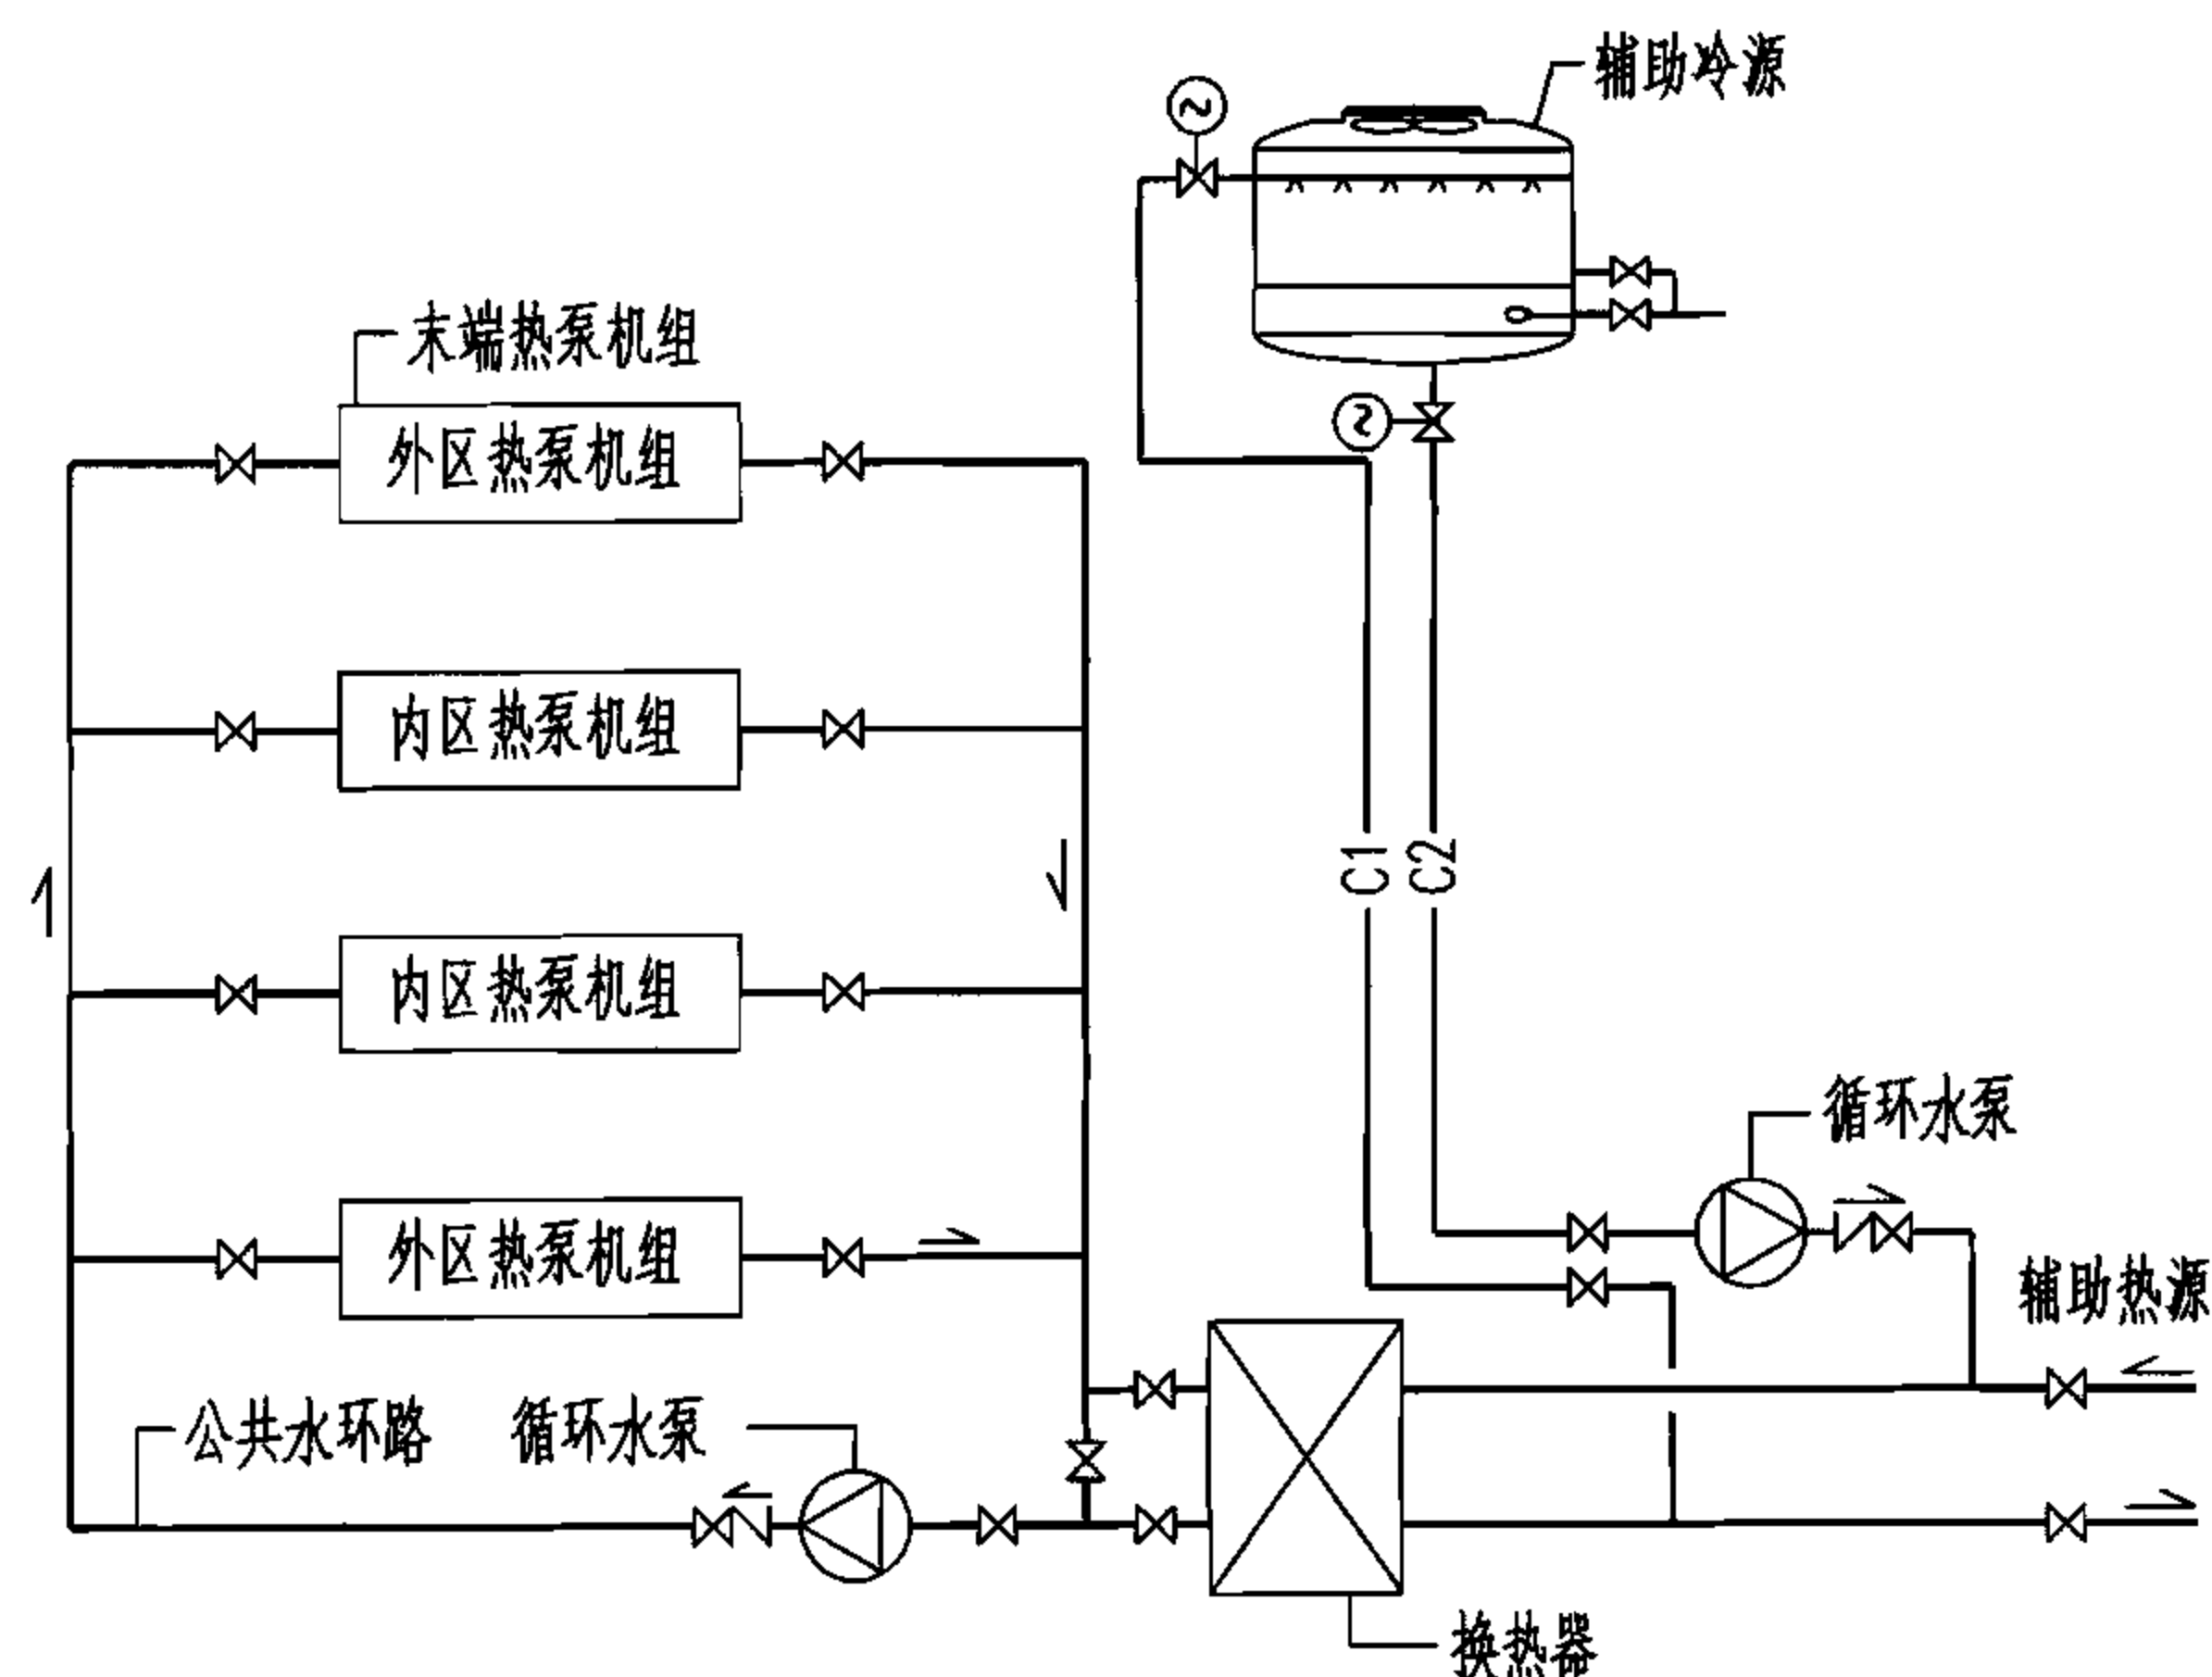 辅助冷源
末端热泵机组
外区热泵机组
内区热泵机组
C1
C2
内区热泵机组
循环水泵
外区热泵机组
辅助热源
公共水环路
循环水泵
换热器